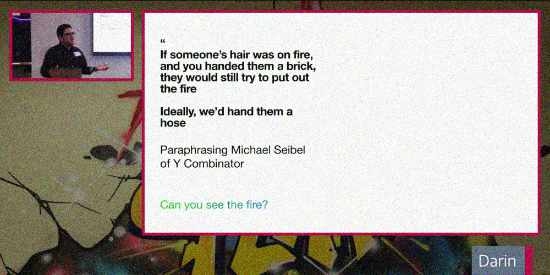 “
If someone's hair was on fire,
and you handed them a brick,
they would still try to put out
the fire
Ideally, we'd hand them a
hose
Paraphrasing Michael Seibel
of Y Combinator
Can you see the fire?
Darin